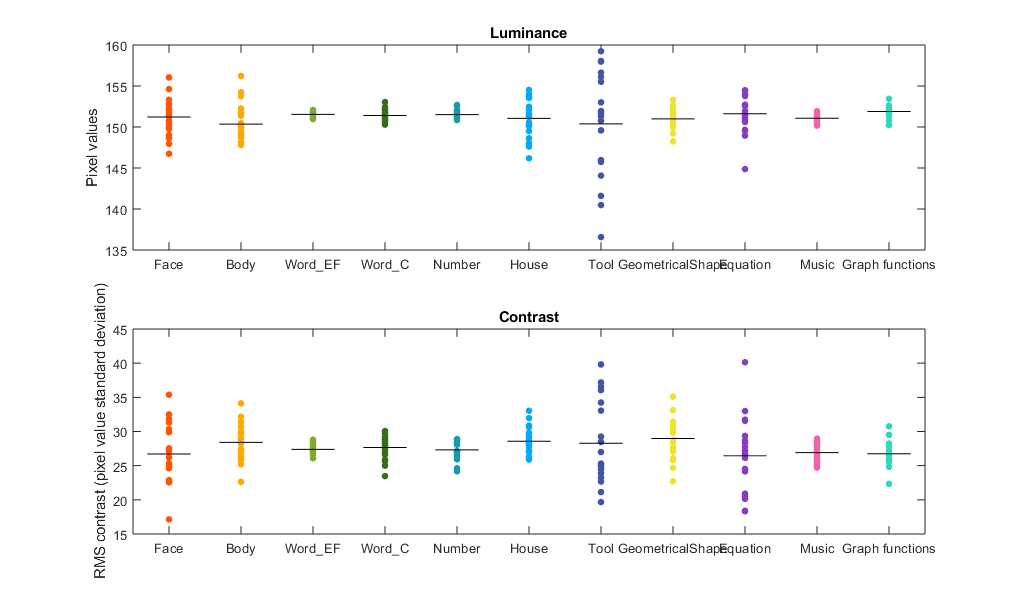 Luminance
Pixel values
160
155
150
145
140
135
Face Body Word_EF Word_C Number House Tool GeometricalShape Equation Music Graph functions
Contrast
RMS contrast (pixel value standard deviation)
45
40
35
30
25
20
15
Face Body Word_EF Word_C Number House Tool GeometricalShape Equation Music Graph functions